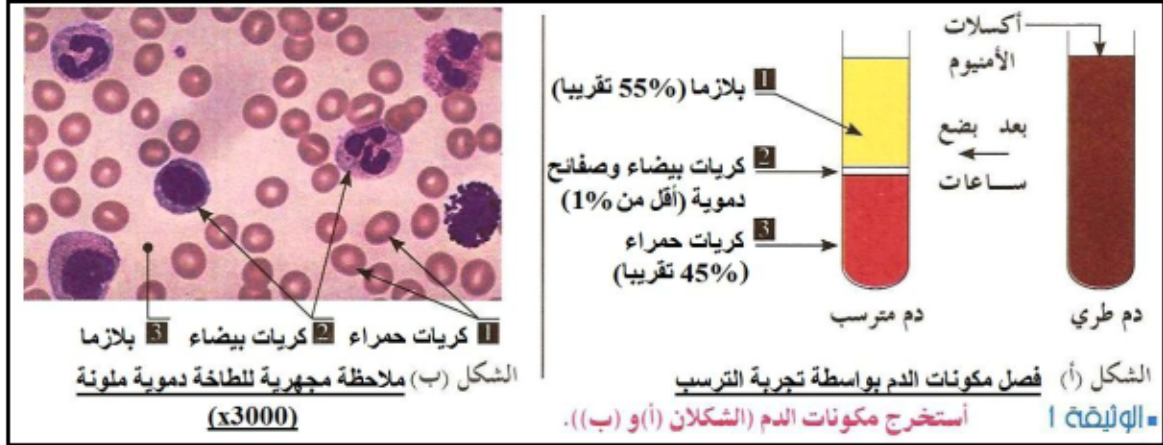 أكسلات
الأمنيوم
بعد بضع
ساعات
دم طري
دم مترسب
1 بلازما (55% تقريبا)
2 كريات بيضاء وصفائح
دموية (أقل من 1%)
3 كريات حمراء
(45% تقريبا)
الشكل (أ) فصل مكونات الدم بواسطة تجربة الترسب
1 كريات حمراء 2 كريات بيضاء 3 بلازما
الشكل (ب) ملاحظة مجهرية للطاخة دموية ملونة
(x3000)
الوثيقة 1 أستخرج مكونات الدم (الشكلان (أ) و (ب)).